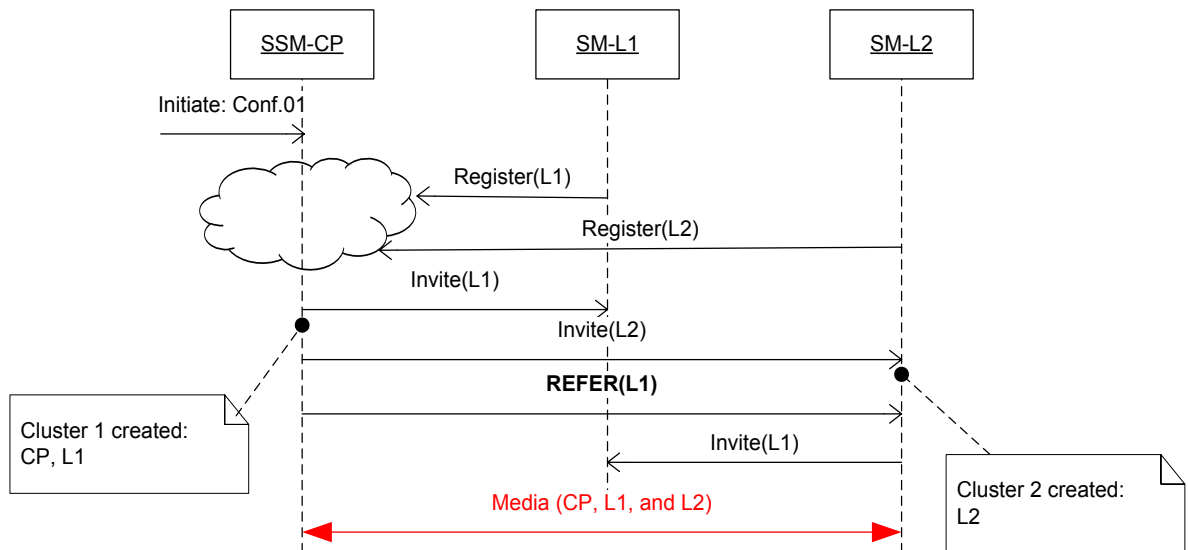 SSM-CP
SM-L1
SM-L2
Initiate: Conf.01
Register(L1)
Register(L2)
Invite(L1)
Invite(L2)
REFER(L1)
Cluster 1 created:
CP, L1
Invite(L1)
Cluster 2 created:
L2
Media (CP, L1, and L2)